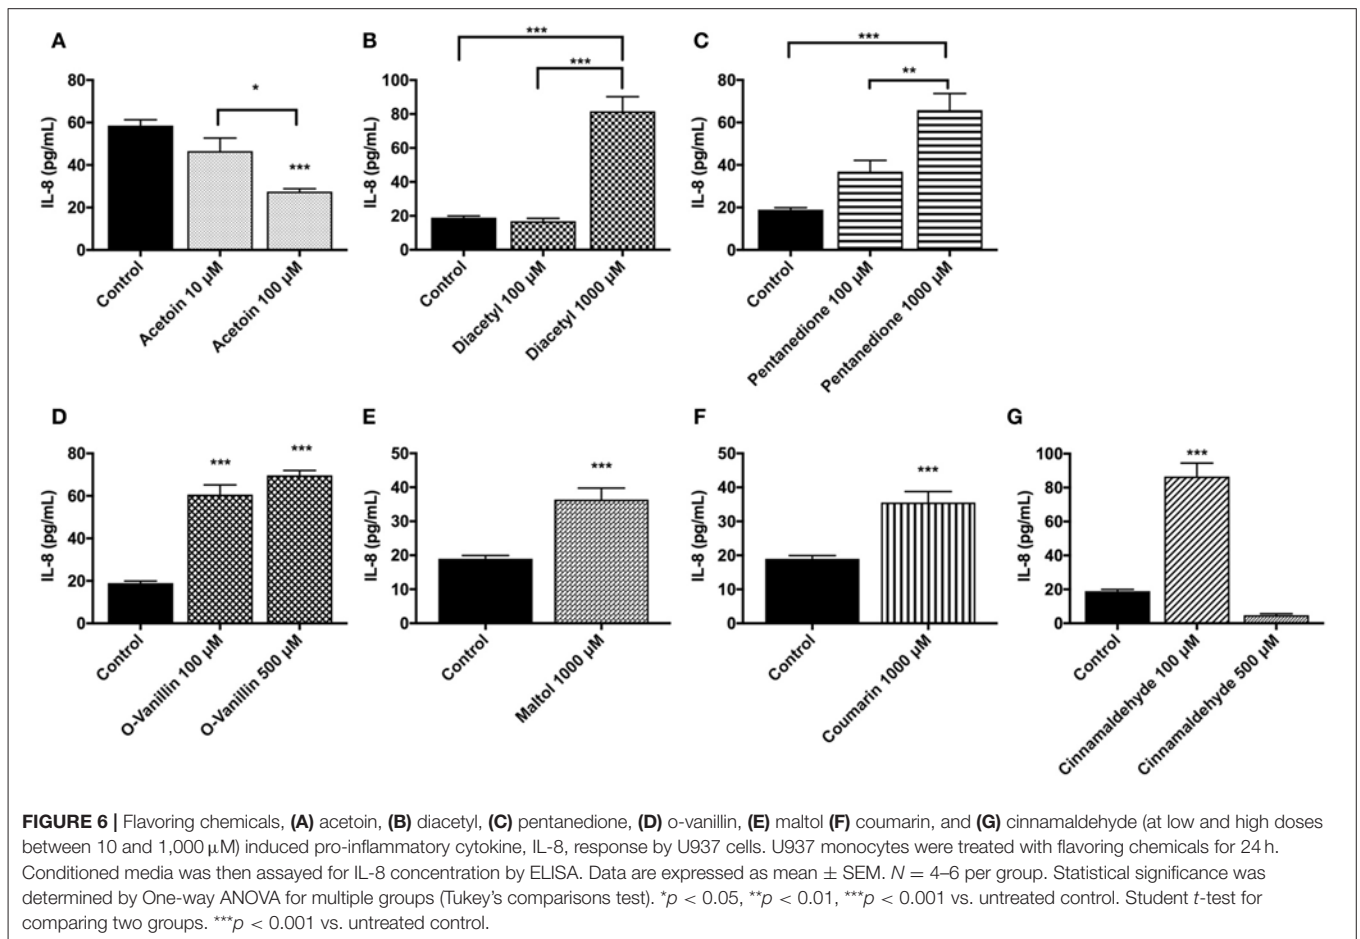 A
B
C
***
***
***
**
*
***
IL-8 (pg/mL)
80
60
40
20
0
Control
Acetoin 10 µM
Acetoin 100 µM
IL-8 (pg/mL)
100
80
60
40
20
0
Control
Diacetyl 100 µM
Diacetyl 1000 µM
IL-8 (pg/mL)
80
60
40
20
0
Control
Pentanedione 100 µM
Pentanedione 1000 µM
D
E
F
G
***
***
IL-8 (pg/mL)
80
60
40
20
0
Control
O-Vanillin 100 µM
O-Vanillin 500 µM
***
IL-8 (pg/mL)
50
40
30
20
10
0
Control
Maltol 1000 µM
***
IL-8 (pg/mL)
50
40
30
20
10
0
Control
Coumarin 1000 µM
***
IL-8 (pg/mL)
100
80
60
40
20
0
Control
Cinnamaldehyde 100 µM
Cinnamaldehyde 500 µM
FIGURE 6 | Flavoring chemicals, (A) acetoin, (B) diacetyl, (C) pentanedione, (D) o-vanillin, (E) maltol (F) coumarin, and (G) cinnamaldehyde (at low and high doses
between 10 and 1,000 µM) induced pro-inflammatory cytokine, IL-8, response by U937 cells. U937 monocytes were treated with flavoring chemicals for 24 h.
Conditioned media was then assayed for IL-8 concentration by ELISA. Data are expressed as mean ± SEM. N = 4–6 per group. Statistical significance was
determined by One-way ANOVA for multiple groups (Tukey's comparisons test). *p < 0.05, **p < 0.01, ***p < 0.001 vs. untreated control. Student t-test for
comparing two groups. ***p < 0.001 vs. untreated control.